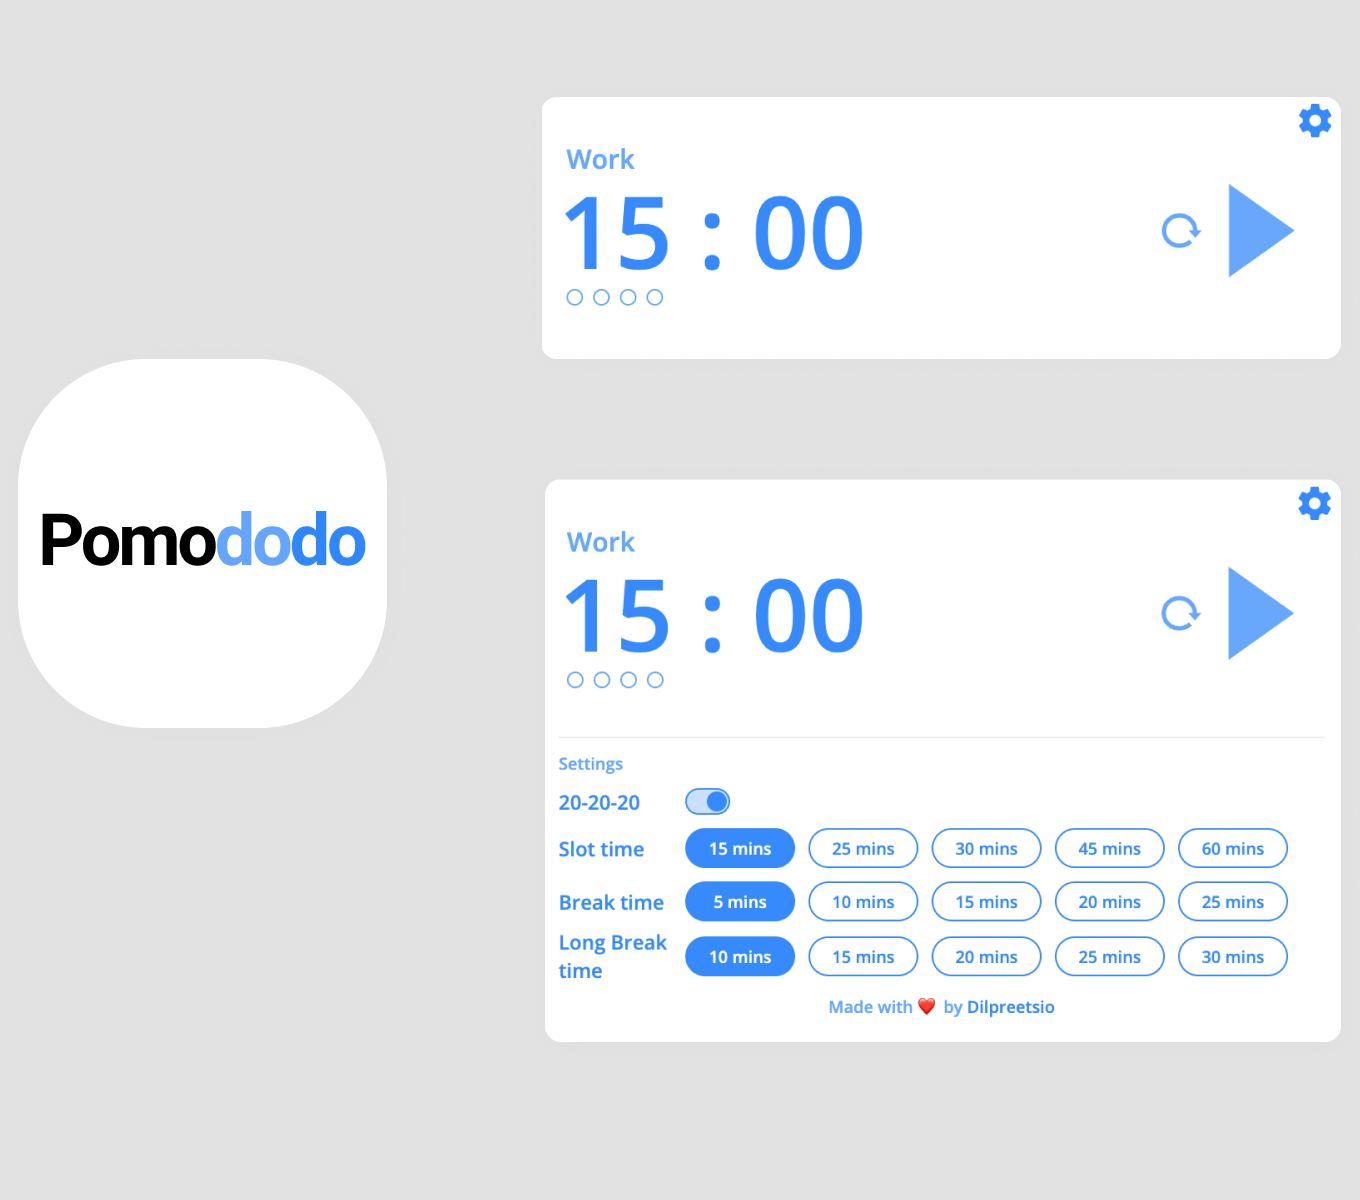 Pomododo
Work
15 : 00
Work
15 : 00
Settings
20-20-20
Slot time 15 mins 25 mins 30 mins 45 mins 60 mins
Break time 5 mins 10 mins 15 mins 20 mins 25 mins
Long Break
time
10 mins 15 mins 20 mins 25 mins 30 mins
Made with ❤️ by Dilpreetsio